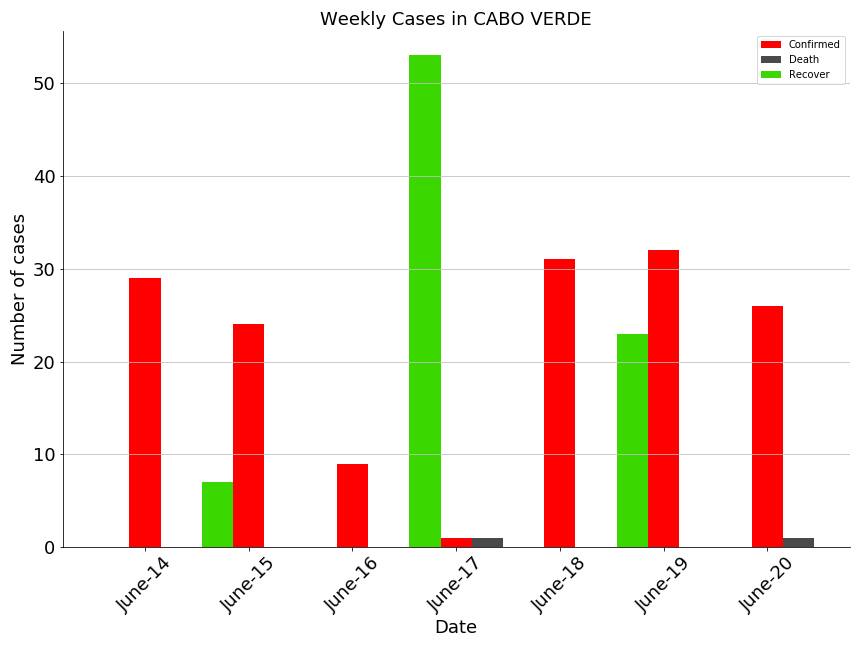 Weekly Cases in CABO VERDE
Confirmed
Death
Recover
Number of cases
50
40
30
20
10
0
June-14
June-15
June-16
June-17
June-18
June-19
June-20
Date